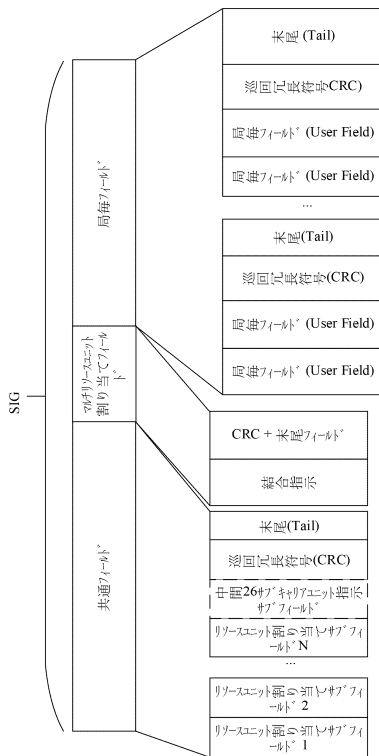 SIG
共通フィールド
マルチリソースユニット
割り当てフィール
ド
局毎フィールド
リソースユニット割り当てサブフィ
ールド 1
リソースユニット割り当てサブフィ
ールド 2
...
リソースユニット割り当てサブフィ
ールド N
中間26サブキャリアユニット指示
サブフィールド
巡回冗長符号(CRC)
末尾(Tail)
結合指示
CRC + 末尾フィールド
局毎フィールド (User Field)
局毎フィールド (User Field)
巡回冗長符号(CRC)
末尾(Tail)
...
局毎フィールド (User Field)
局毎フィールド (User Field)
巡回冗長符号CRC)
末尾(Tail)